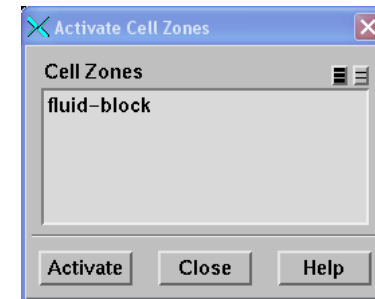 Activate Cell Zones
Cell Zones
fluid-block
Activate Close Help